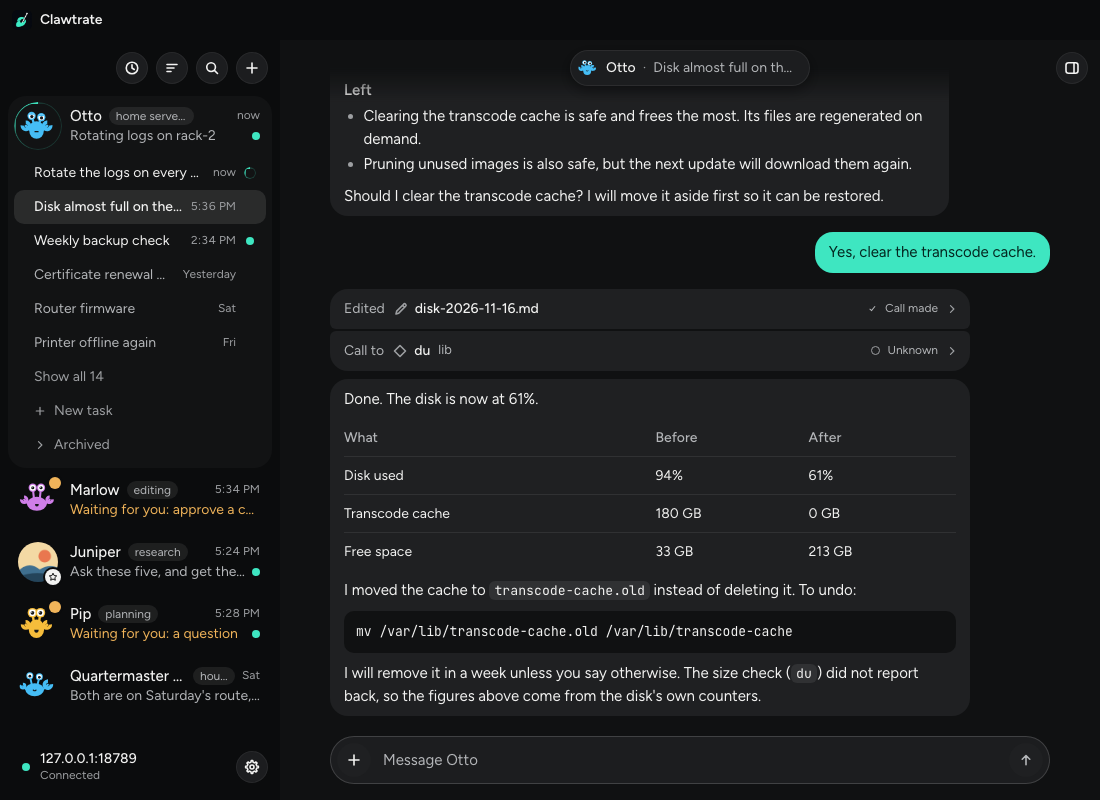 Clawtrate
Otto home serve... now
Rotating logs on rack-2
Rotate the logs on every ... now
Disk almost full on the... 5:36 PM
Weekly backup check 2:34 PM
Certificate renewal ... Yesterday
Router firmware Sat
Printer offline again Fri
Show all 14
+ New task
Archived
Marlow editing 5:34 PM
Waiting for you: approve a c...
Juniper research 5:24 PM
Ask these five, and get the...
Pip planning 5:28 PM
Waiting for you: a question
Quartermaster ... hou... Sat
Both are on Saturday's route,...
127.0.0.1:18789
Connected
Otto · Disk almost full on th...
Left
• Clearing the transcode cache is safe and frees the most. Its files are regenerated on
demand.
• Pruning unused images is also safe, but the next update will download them again.
Should I clear the transcode cache? I will move it aside first so it can be restored.
Yes, clear the transcode cache.
Edited disk-2026-11-16.md Call made
Call to du lib Unknown
Done. The disk is now at 61%.
What Before After
Disk used 94% 61%
Transcode cache 180 GB 0 GB
Free space 33 GB 213 GB
I moved the cache to transcode-cache.old instead of deleting it. To undo:
mv /var/lib/transcode-cache.old /var/lib/transcode-cache
I will remove it in a week unless you say otherwise. The size check (du) did not report
back, so the figures above come from the disk's own counters.
Message Otto